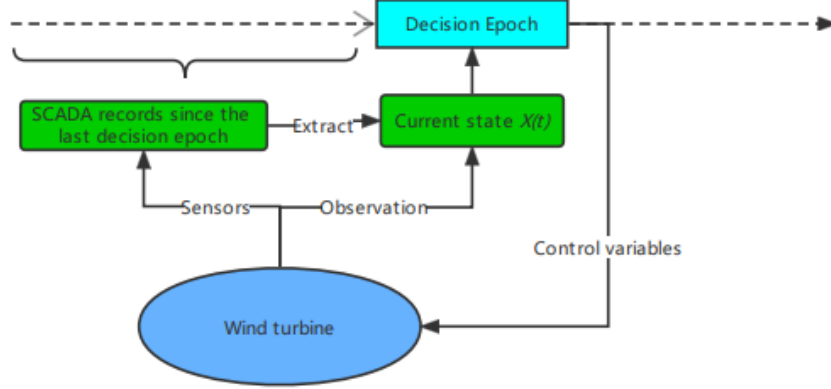 Decision Epoch
SCADA records since the
last decision epoch
Extract
Current state X(t)
Sensors
Observation
Control variables
Wind turbine